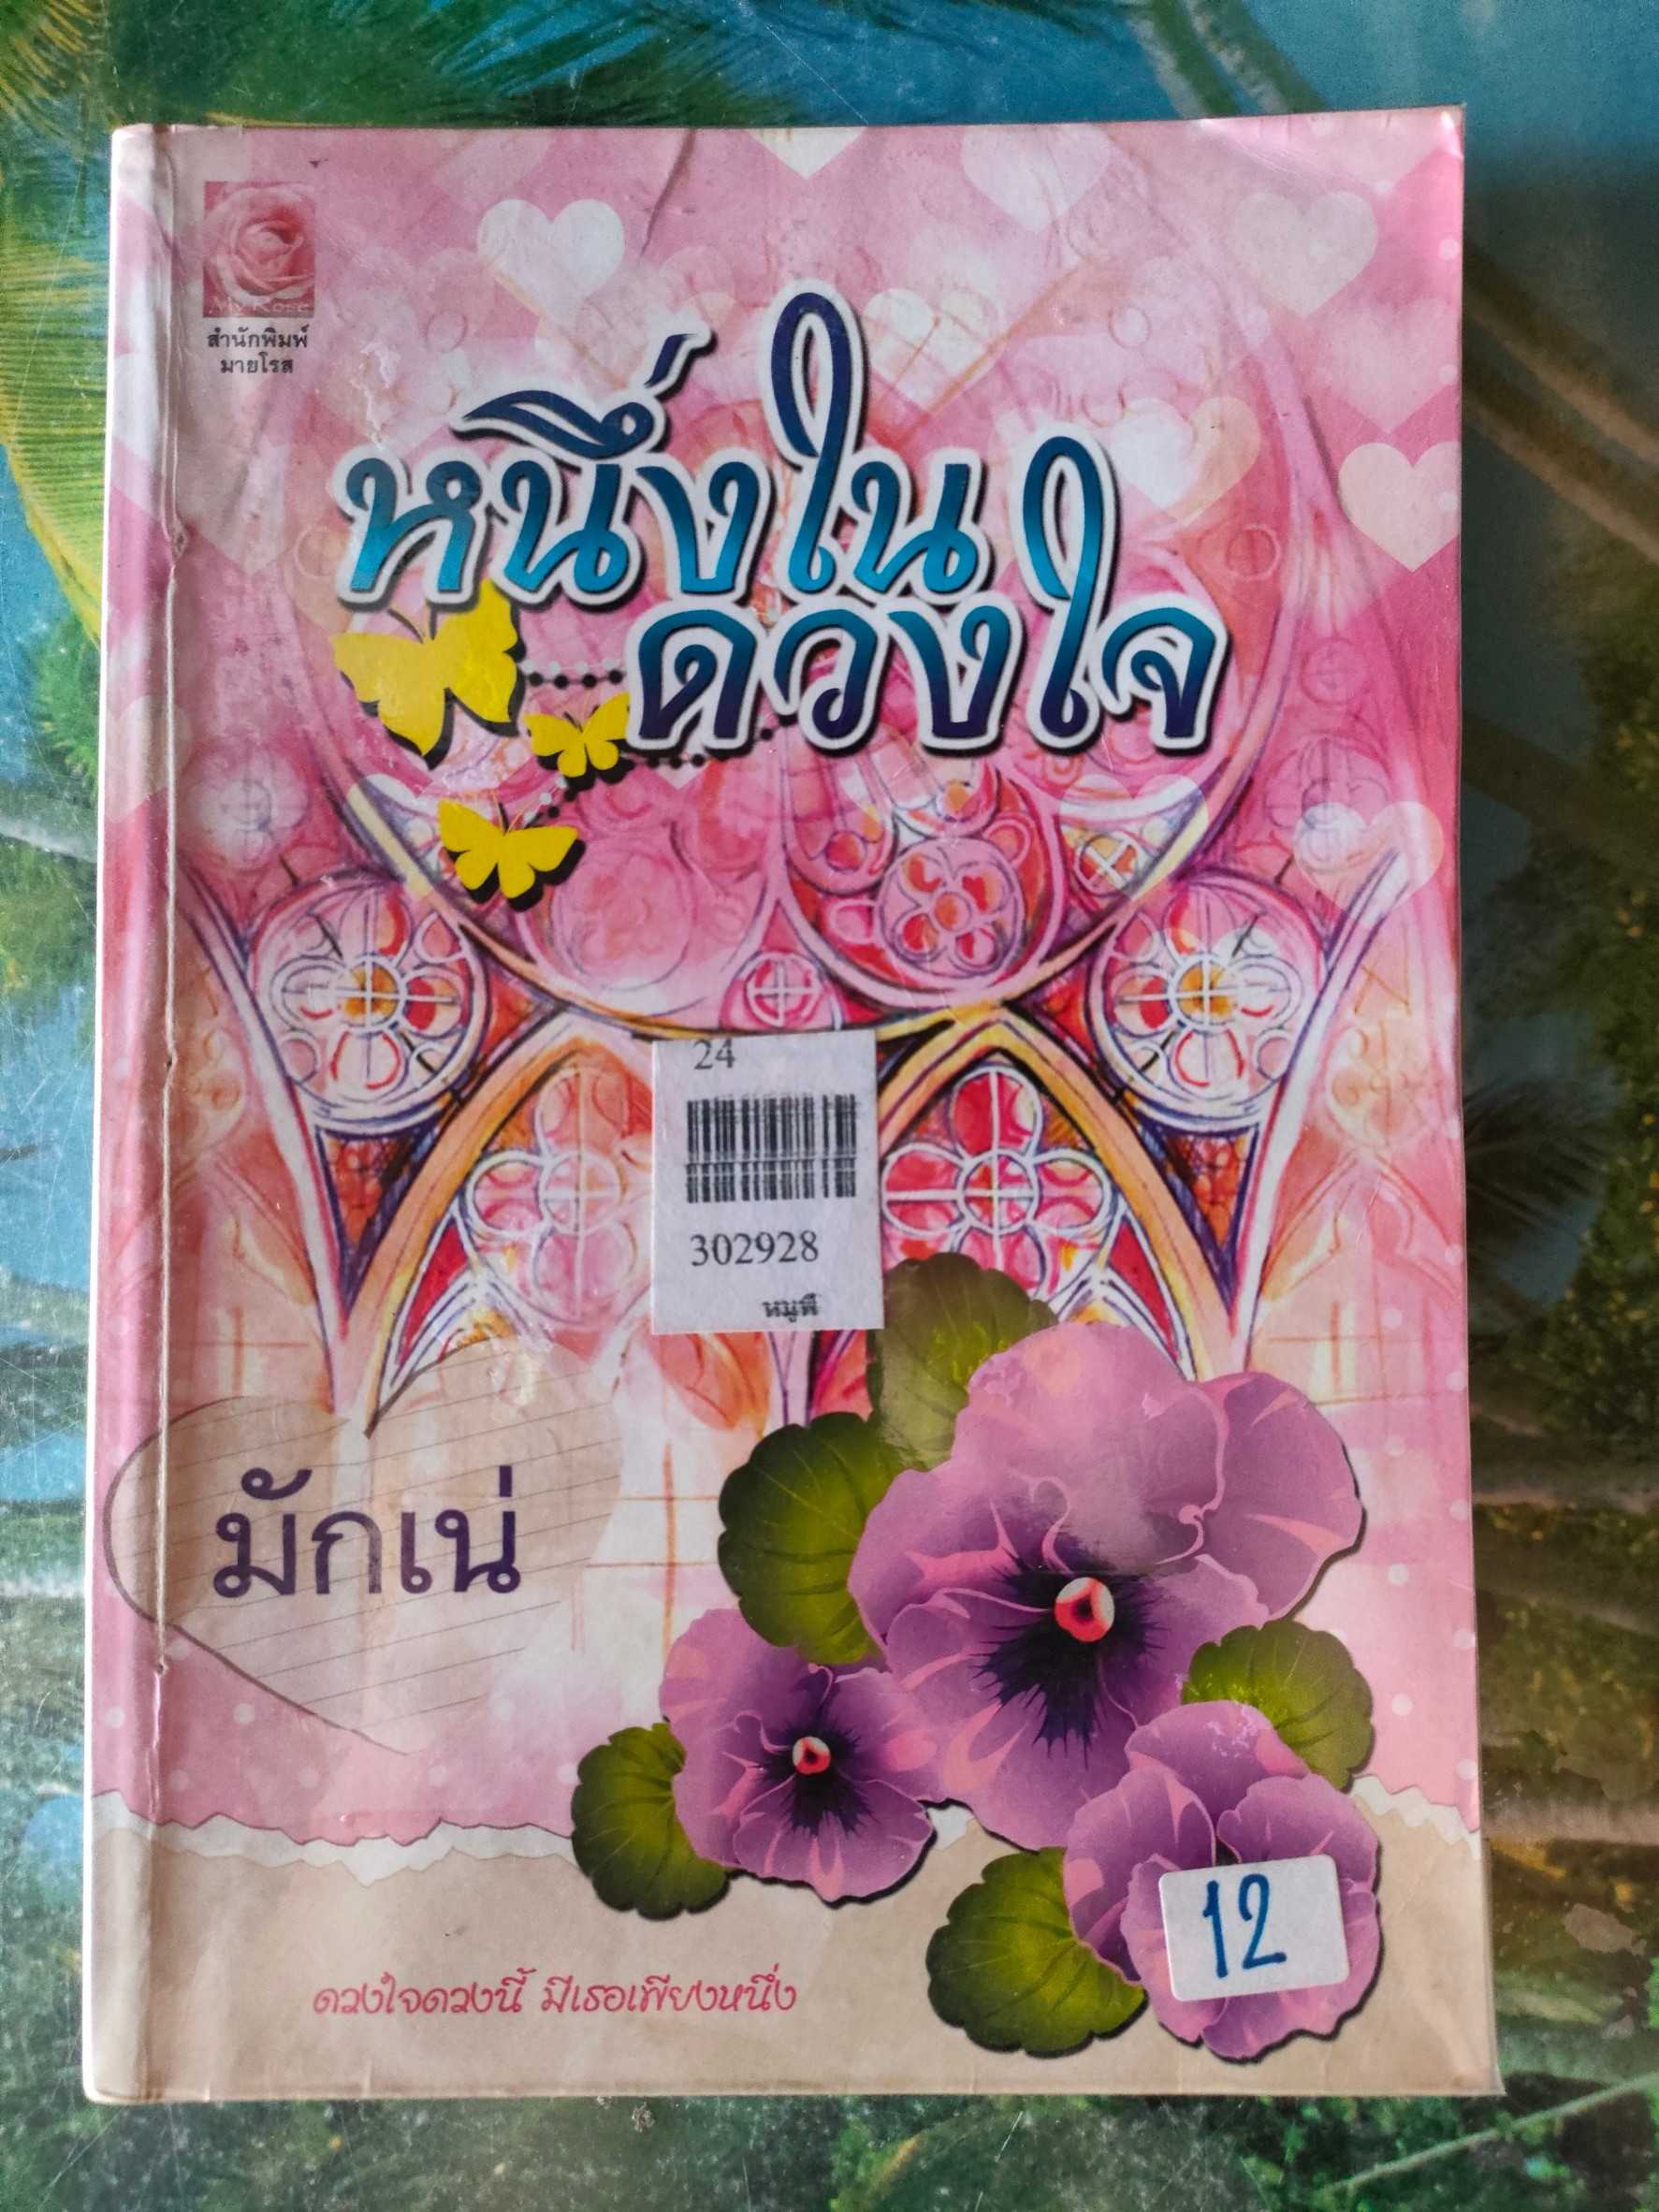 My Rose
สำนักพิมพ์
มายโรส
หนึ่งใน
ดวงใจ
24
302928
หมูพี
มักเน่
12
ดวงใจดวงนี้ มีเธอเพียงหนึ่ง